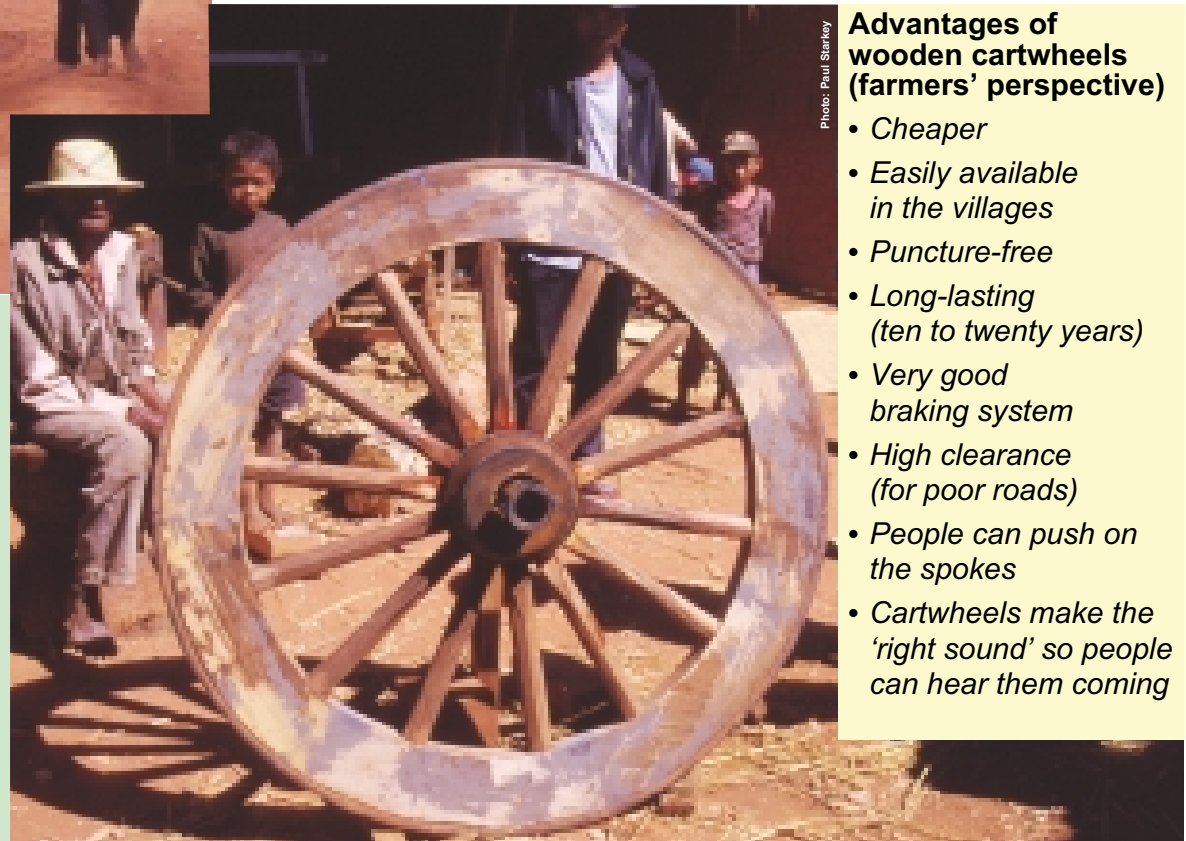 Photo: Paul Starkey
Advantages of
wooden cartwheels
(farmers’ perspective)
• Cheaper
• Easily available
in the villages
• Puncture-free
• Long-lasting
(ten to twenty years)
• Very good
braking system
• High clearance
(for poor roads)
• People can push on
the spokes
• Cartwheels make the
‘right sound’ so people
can hear them coming